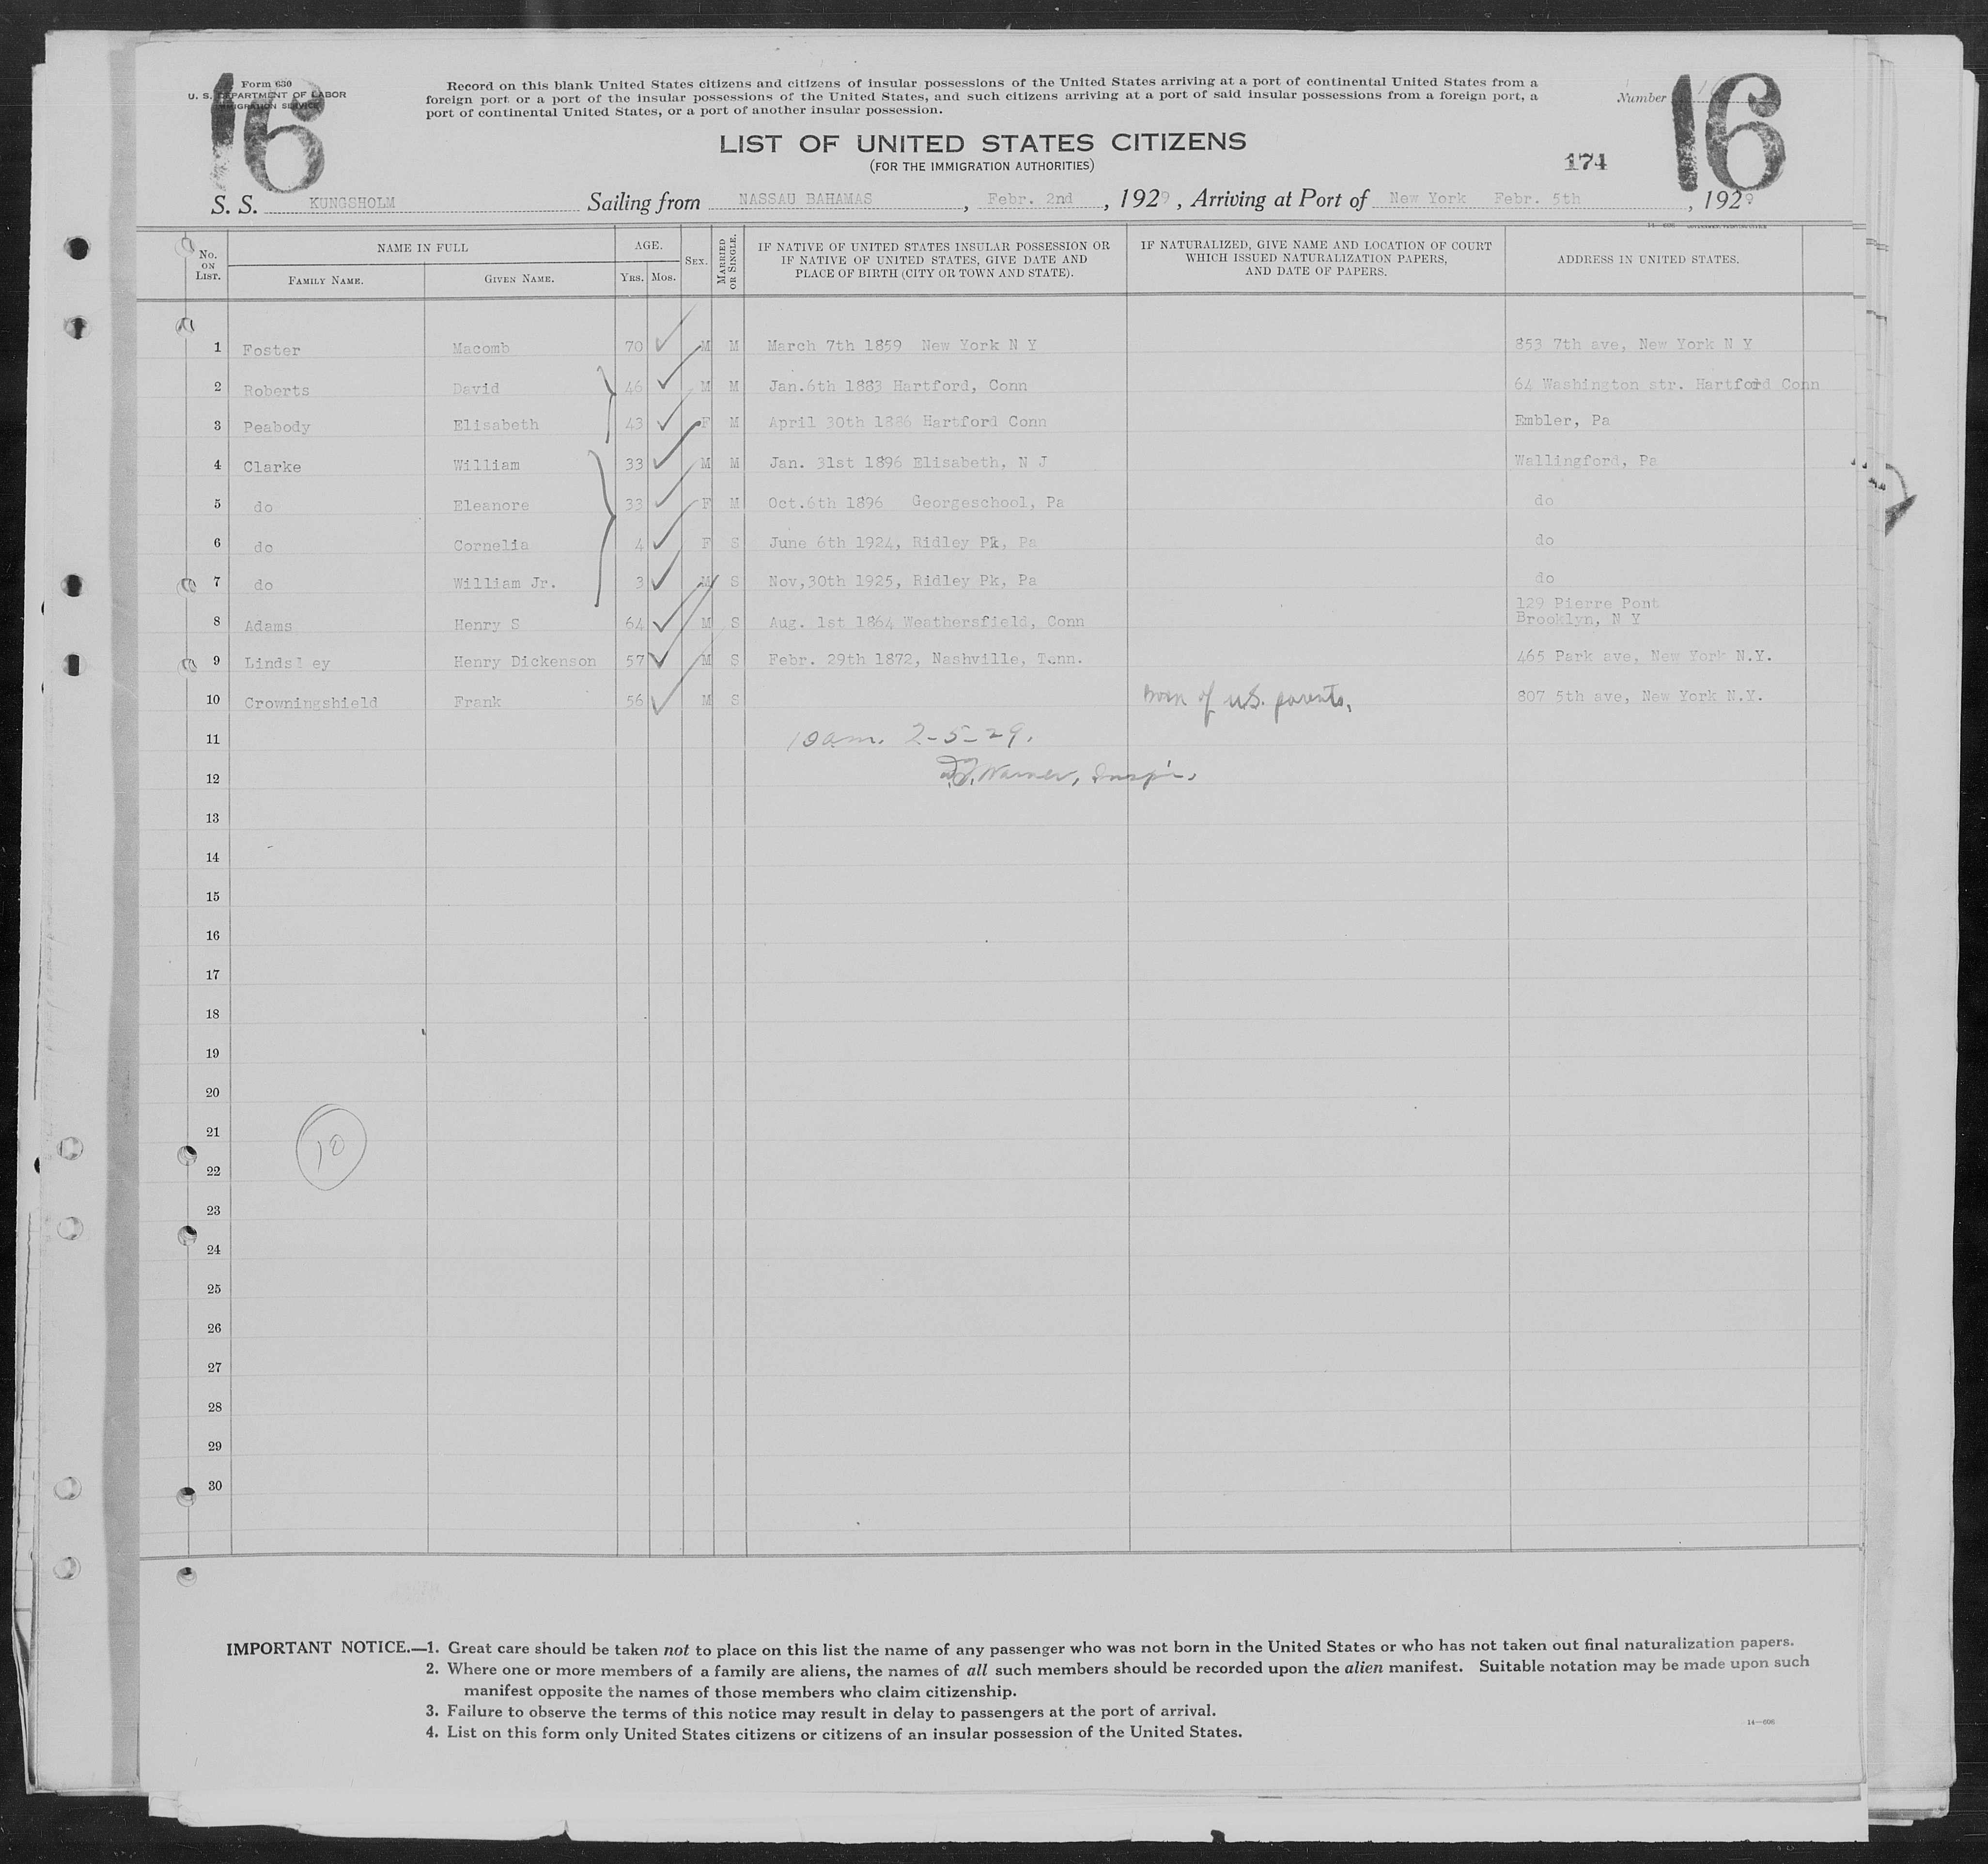 Form 630
U. S. DEPARTMENT OF LABOR
IMMIGRATION SERVICE
16
Record on this blank United States citizens and citizens of insular possessions of the United States arriving at a port of continental United States from a
foreign port or a port of the insular possessions of the United States, and such citizens arriving at a port of said insular possessions from a foreign port, a
port of continental United States, or a port of another insular possession.
Number
16
LIST OF UNITED STATES CITIZENS
(FOR THE IMMIGRATION AUTHORITIES)
174
S. S. KUNGSHOLM Sailing from NASSAU BAHAMAS, Febr. 2nd, 1929, Arriving at Port of New York Febr. 5th, 1929
No. ON LIST. NAME IN FULL FAMILY NAME. GIVEN NAME. AGE. YRS. MOS. SEX. MARRIED OR SINGLE. IF NATIVE OF UNITED STATES INSULAR POSSESSION OR IF NATIVE OF UNITED STATES, GIVE DATE AND PLACE OF BIRTH (CITY OR TOWN AND STATE). IF NATURALIZED, GIVE NAME AND LOCATION OF COURT WHICH ISSUED NATURALIZATION PAPERS, AND DATE OF PAPERS. ADDRESS IN UNITED STATES.
1 Foster Macomb 70 M M March 7th 1859 New York N Y 853 7th ave, New York N Y
2 Roberts David 46 M M Jan.6th 1883 Hartford, Conn 64 Washington str. Hartford Conn
3 Peabody Elisabeth 43 F M April 30th 1886 Hartford Conn Embler, Pa
4 Clarke William 33 M M Jan. 31st 1896 Elisabeth, N J Wallingford, Pa
5 do Eleanore 33 F M Oct.6th 1896 Georgeschool, Pa do
6 do Cornelia 4 F S June 6th 1924, Ridley Pk, Pa do
7 do William Jr. 3 M S Nov,30th 1925, Ridley Pk, Pa do
129 Pierre Pont
8 Adams Henry S 64 M S Aug. 1st 1864 Weathersfield, Conn Brooklyn, N Y
9 Lindsley Henry Dickenson 57 M S Febr. 29th 1872, Nashville, Tenn. 465 Park ave, New York N.Y.
10 Crowningshield Frank 56 M S Born of U.S. parents. 807 5th ave, New York N.Y.
11 10 am. 2-5-29.
12 Warner, Inspr.
13
14
15
16
17
18
19
20
21
10
22
23
24
25
26
27
28
29
30
IMPORTANT NOTICE.—1. Great care should be taken not to place on this list the name of any passenger who was not born in the United States or who has not taken out final naturalization papers.
2. Where one or more members of a family are aliens, the names of all such members should be recorded upon the alien manifest. Suitable notation may be made upon such
manifest opposite the names of those members who claim citizenship.
3. Failure to observe the terms of this notice may result in delay to passengers at the port of arrival.
4. List on this form only United States citizens or citizens of an insular possession of the United States.
14—606